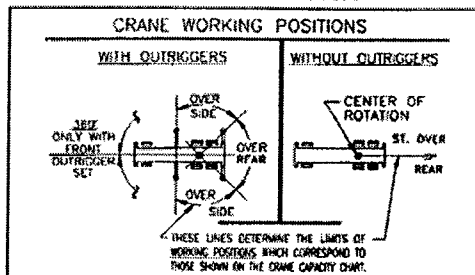 CRANE WORKING POSITIONS
WITH OUTRIGGERS
WITHOUT OUTRIGGERS
OVER
SIDE
360°
ONLY WITH
FRONT
OUTRIGGER
SET
OVER
REAR
OVER
SIDE
CENTER OF
ROTATION
ST. OVER
REAR
THESE LINES DETERMINE THE LIMITS OF
WORKING POSITIONS WHICH CORRESPOND TO
THOSE SHOWN ON THE CRANE CAPACITY CHART.